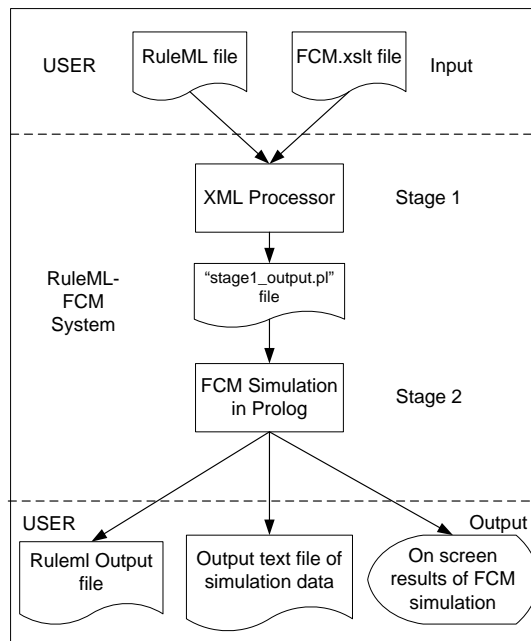 USER
RuleML file
FCM.xslt file
Input
XML Processor
Stage 1
RuleML-
FCM
System
“stage1_output.pl”
file
FCM Simulation
in Prolog
Stage 2
USER
Output
Ruleml Output
file
Output text file of
simulation data
On screen
results of FCM
simulation